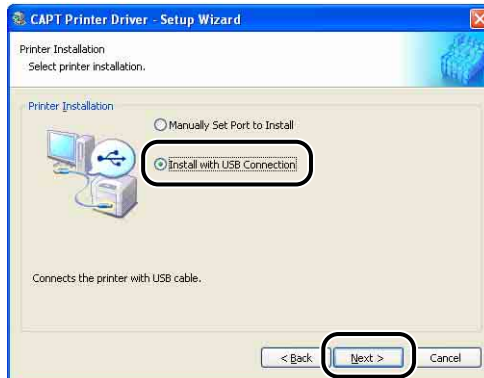 CAPT Printer Driver - Setup Wizard
Printer Installation
Select printer installation.
Printer Installation
Manually Set Port to Install
Install with USB Connection
Connects the printer with USB cable.
< Back
Next >
Cancel